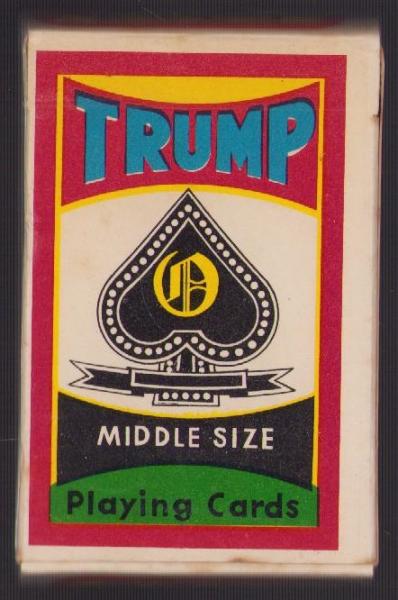 TRUMP
O
MIDDLE SIZE
Playing Cards